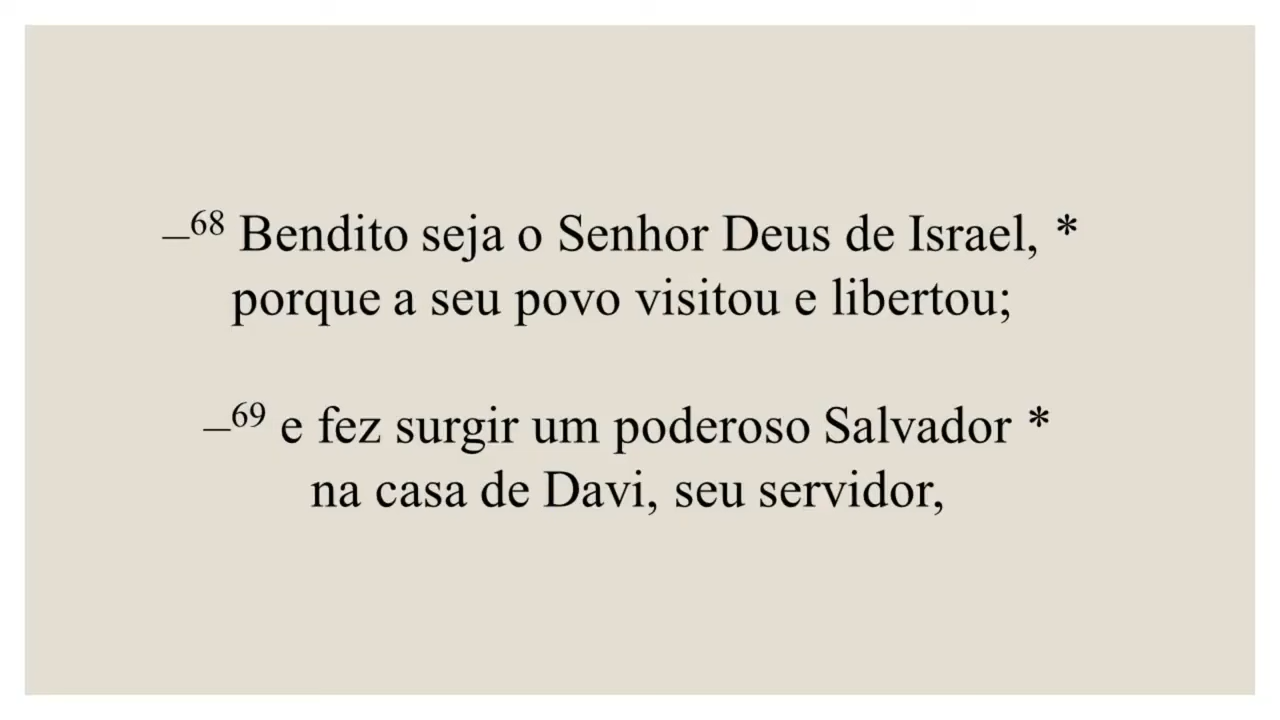 –68 Bendito seja o Senhor Deus de Israel, *
porque a seu povo visitou e libertou;
–69 e fez surgir um poderoso Salvador *
na casa de Davi, seu servidor,